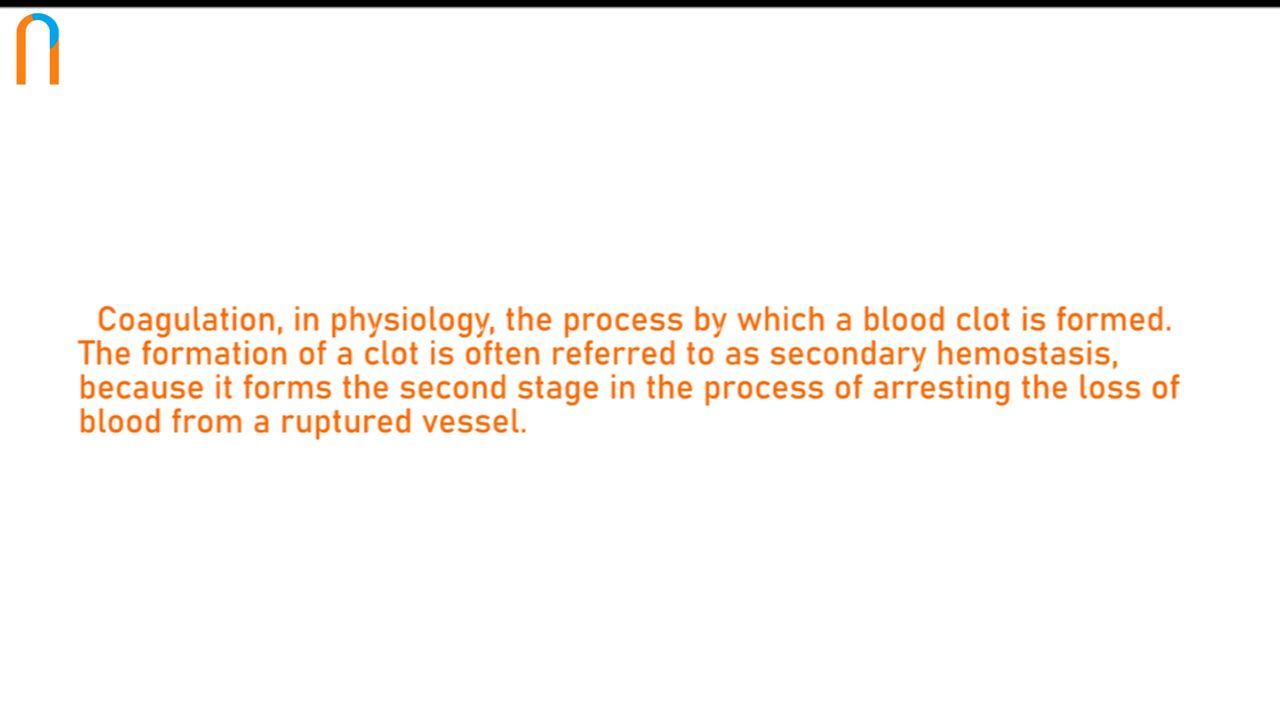 Coagulation, in physiology, the process by which a blood clot is formed.
The formation of a clot is often referred to as secondary hemostasis,
because it forms the second stage in the process of arresting the loss of
blood from a ruptured vessel.